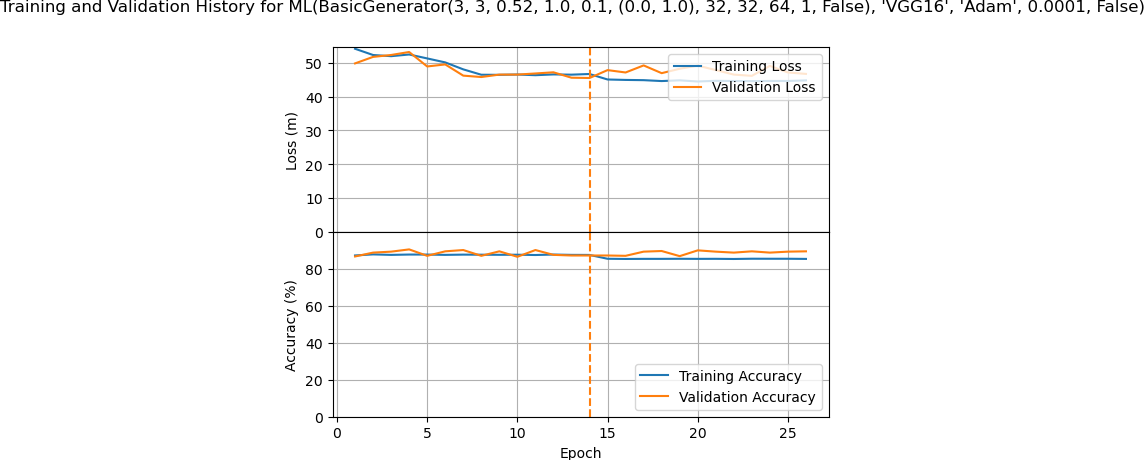 Training and Validation History for ML(BasicGenerator(3, 3, 0.52, 1.0, 0.1, (0.0, 1.0), 32, 32, 64, 1, False), 'VGG16', 'Adam', 0.0001, False)
50
40
30
20
10
0
Loss (m)
Training Loss
Validation Loss
80
60
40
20
0
Accuracy (%)
Training Accuracy
Validation Accuracy
0 5 10 15 20 25
Epoch